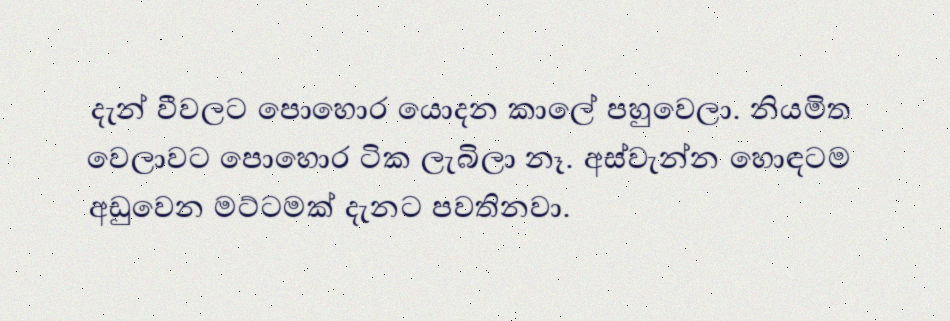 දැන් වීවලට පොහොර යොදන කාලේ පහුවෙලා. නියමිත
වෙලාවට පොහොර ටික ලැබිලා නෑ. අස්වැන්න හොඳටම
අඩුවෙන මට්ටමක් දැනට පවතිනවා.